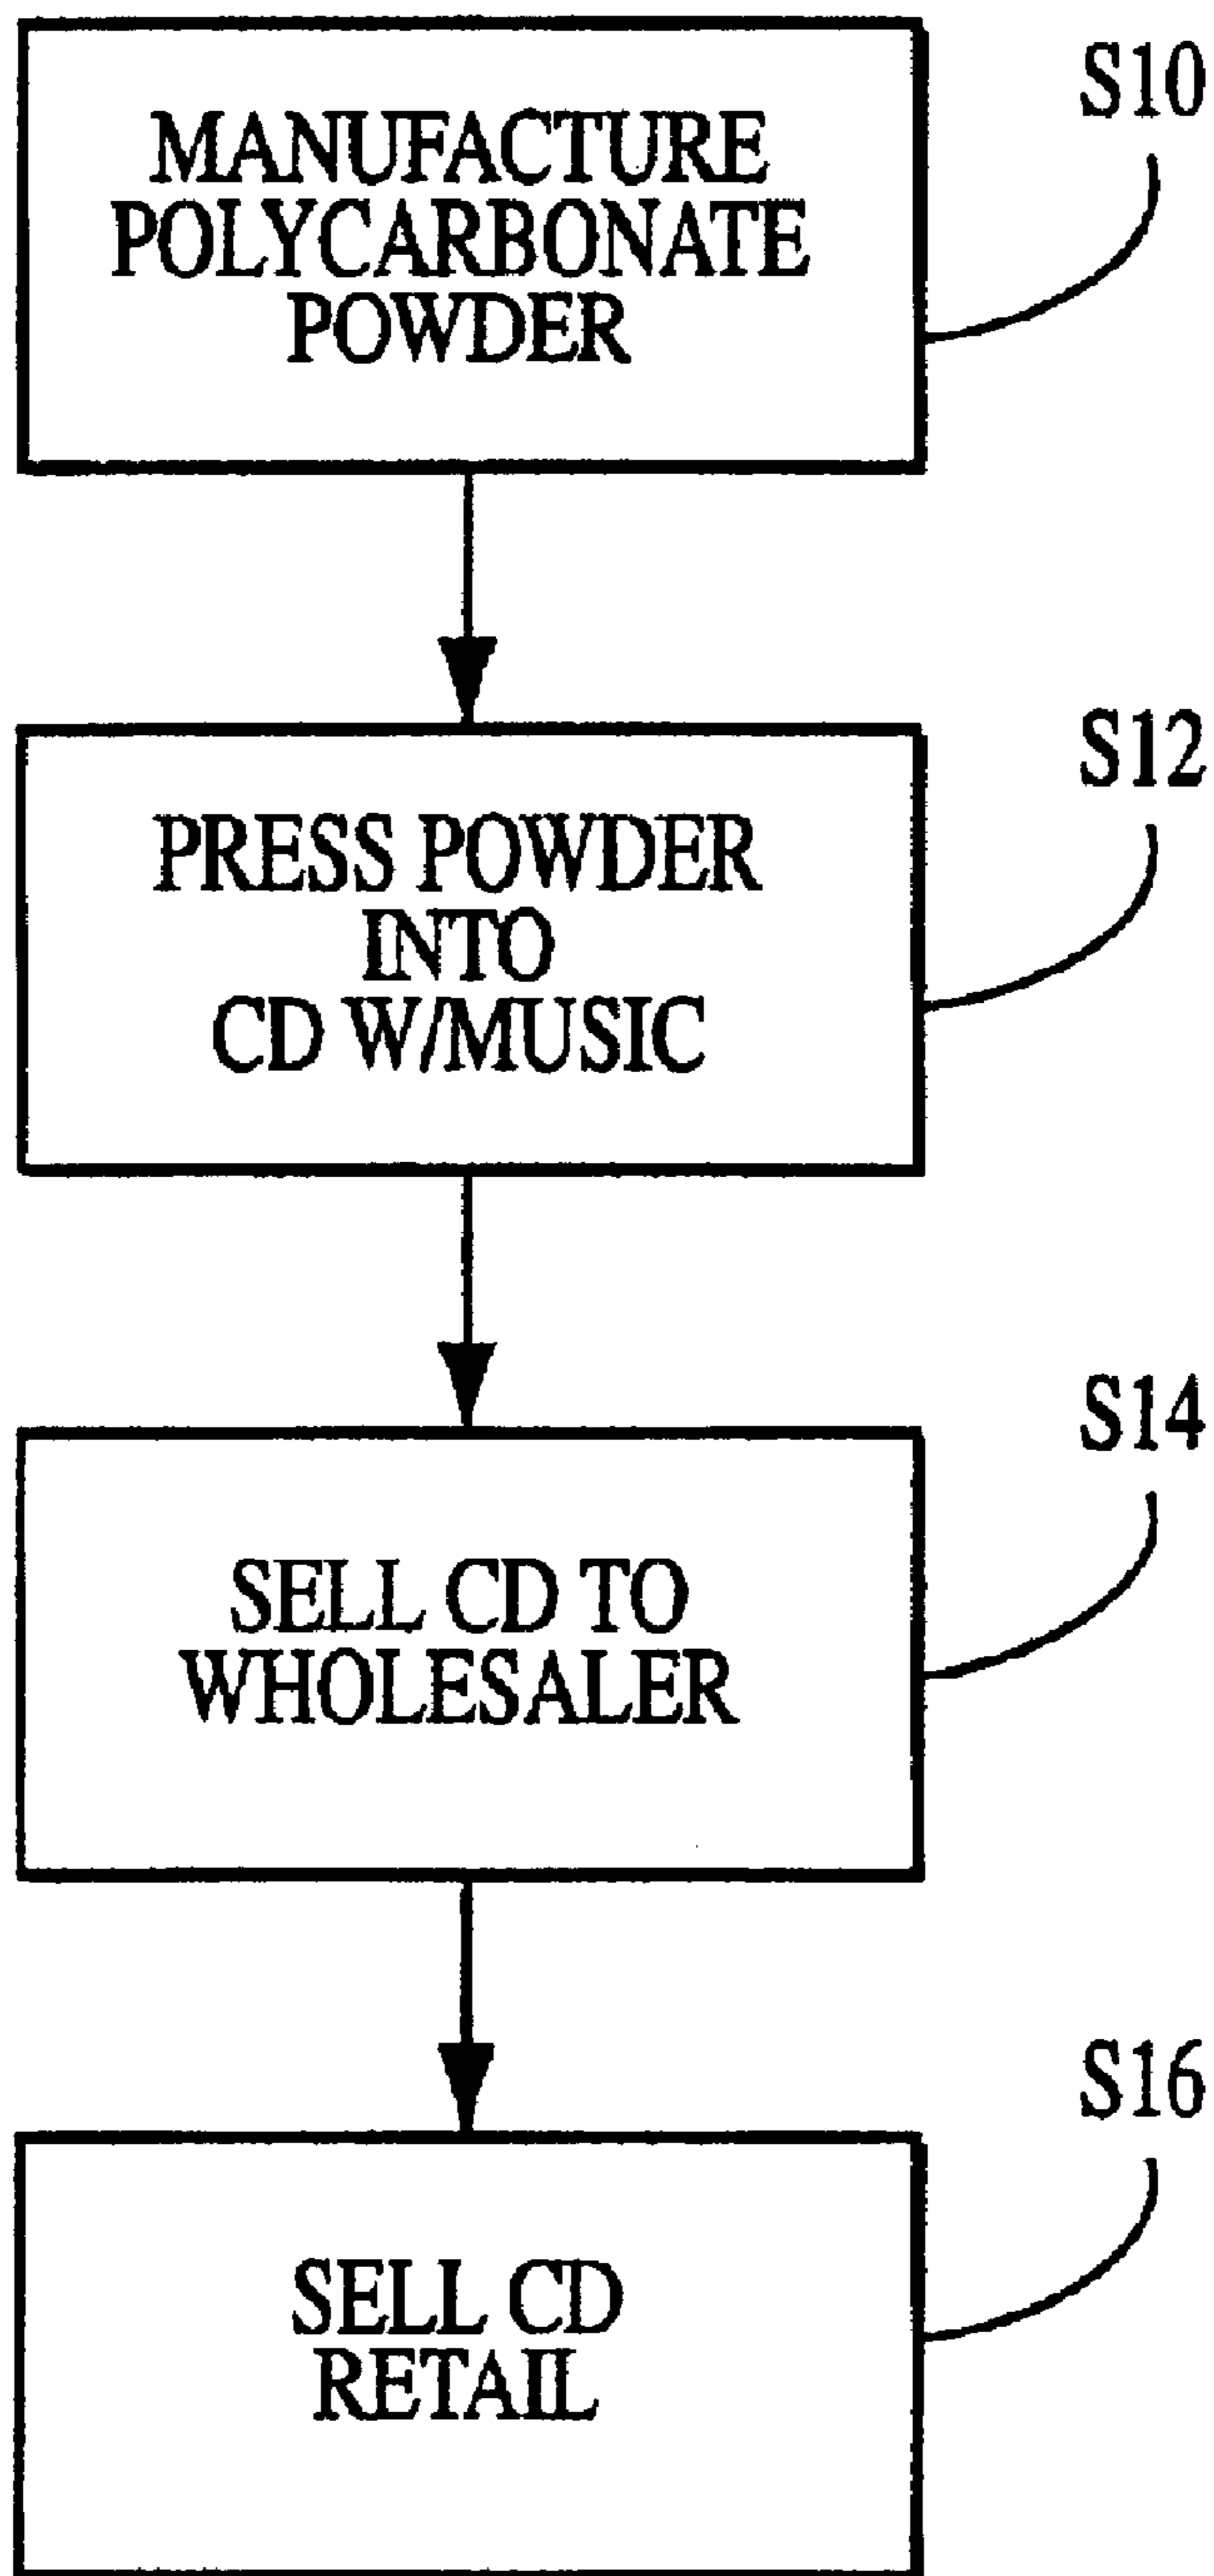 S10
MANUFACTURE
POLYCARBONATE
POWDER
S12
PRESS POWDER
INTO
CD W/MUSIC
S14
SELL CD TO
WHOLESALER
S16
SELL CD
RETAIL